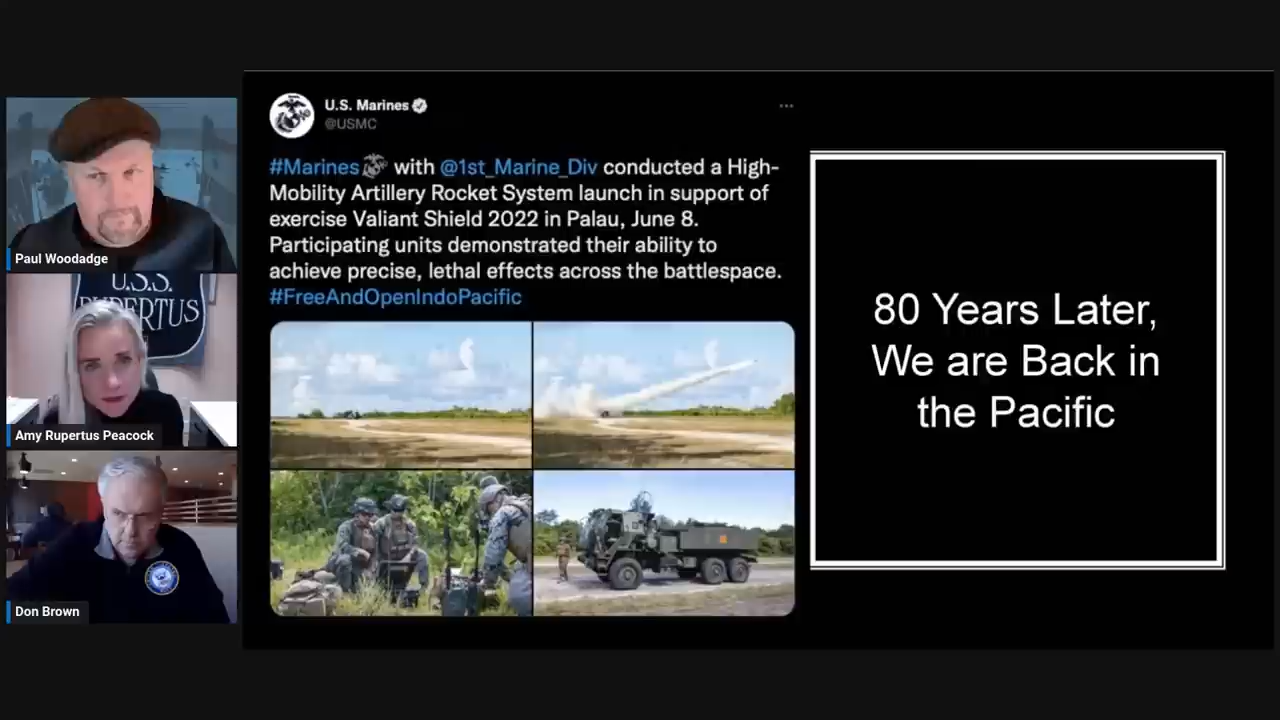 Paul Woodadge
U.S.S.
RUPERTUS
Amy Rupertus Peacock
Don Brown
U.S. Marines
@USMC
#Marines with @1st_Marine_Div conducted a High-
Mobility Artillery Rocket System launch in support of
exercise Valiant Shield 2022 in Palau, June 8.
Participating units demonstrated their ability to
achieve precise, lethal effects across the battlespace.
#FreeAndOpenIndoPacific
80 Years Later,
We are Back in
the Pacific